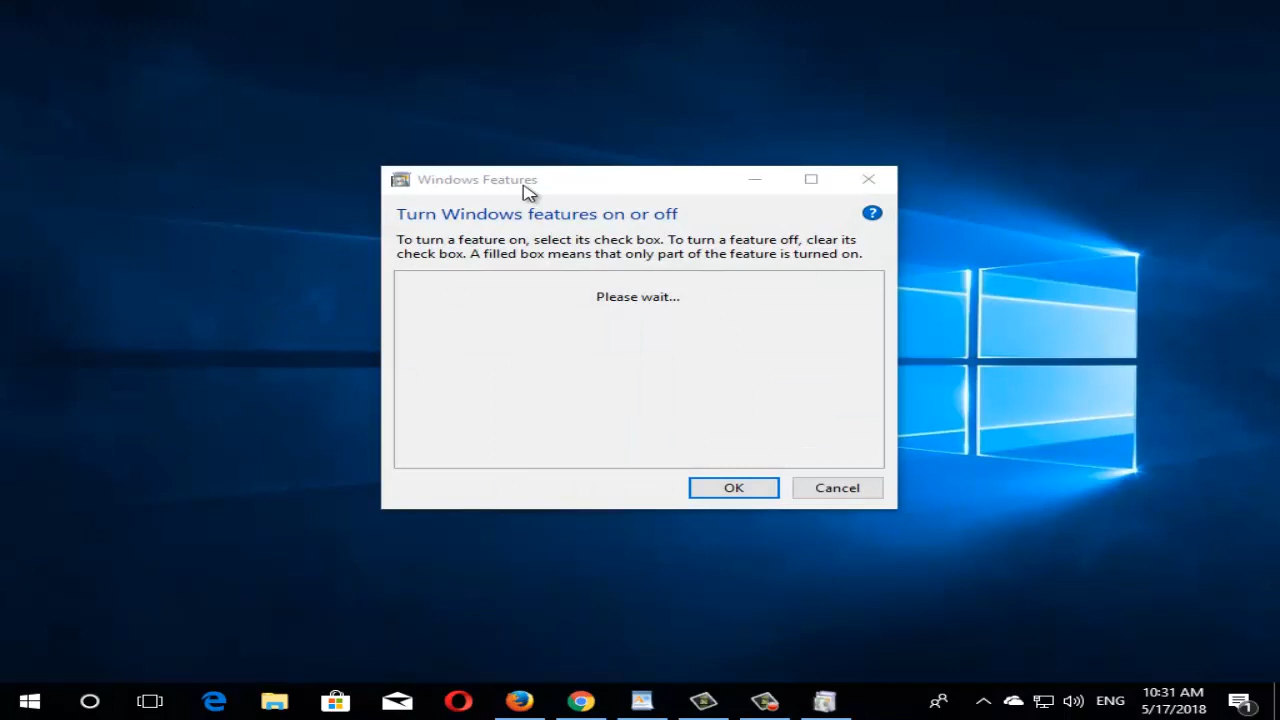 Windows Features
Turn Windows features on or off
?
To turn a feature on, select its check box. To turn a feature off, clear its
check box. A filled box means that only part of the feature is turned on.
Please wait...
OK
Cancel
ENG
10:31 AM
5/17/2018
1